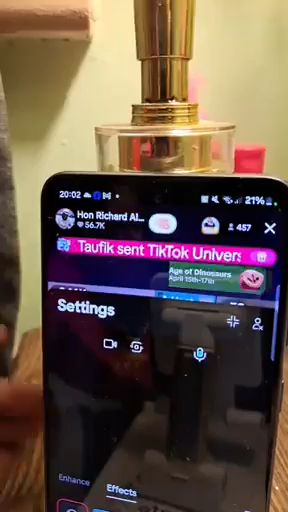 20:02
21%
Hon Richard Al...
56.7K
457
Taufik sent TikTok Univers
Age of Dinosaurs
April 15th-17th
Settings
Enhance
Effects